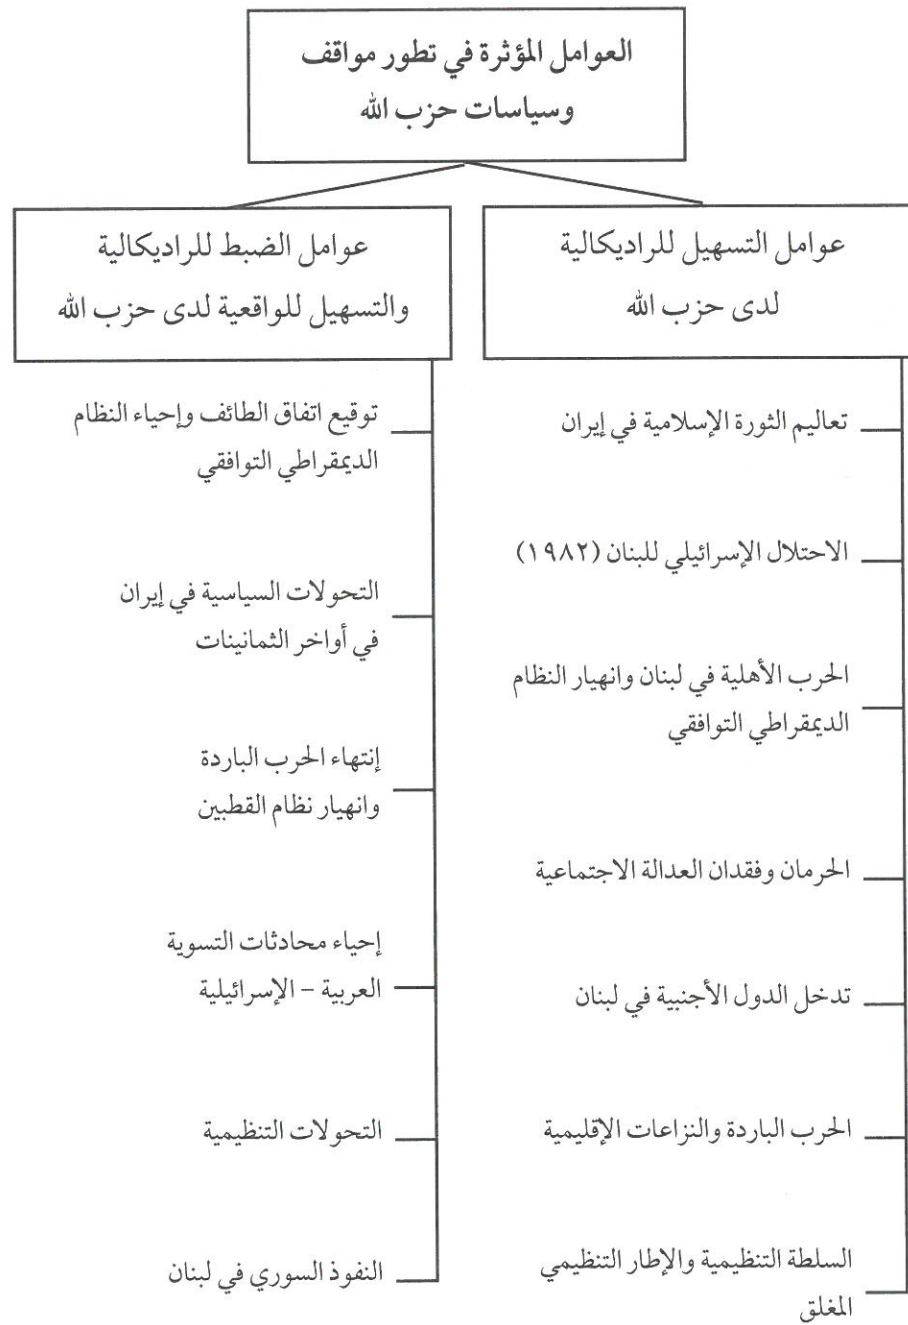 العوامل المؤثرة في تطور مواقف
وسياسات حزب الله
عوامل التسهيل للراديكالية
لدى حزب الله
تعاليم الثورة الإسلامية في إيران
الاحتلال الإسرائيلي للبنان (١٩٨٢)
الحرب الأهلية في لبنان وانهيار النظام
الديمقراطي التوافقي
الحرمان وفقدان العدالة الاجتماعية
تدخل الدول الأجنبية في لبنان
الحرب الباردة والنزاعات الإقليمية
السلطة التنظيمية والإطار التنظيمي
المغلق
عوامل الضبط للراديكالية
والتسهيل للواقعية لدى حزب الله
توقيع اتفاق الطائف وإحياء النظام
الديمقراطي التوافقي
التحولات السياسية في إيران
في أواخر الثمانينات
إنتهاء الحرب الباردة
وانهيار نظام القطبين
إحياء محادثات التسوية
العربية – الإسرائيلية
التحولات التنظيمية
النفوذ السوري في لبنان